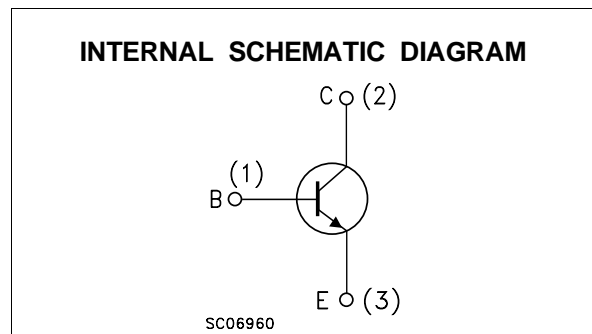 INTERNAL SCHEMATIC DIAGRAM
C (2)
(1)
B
E (3)
SC06960